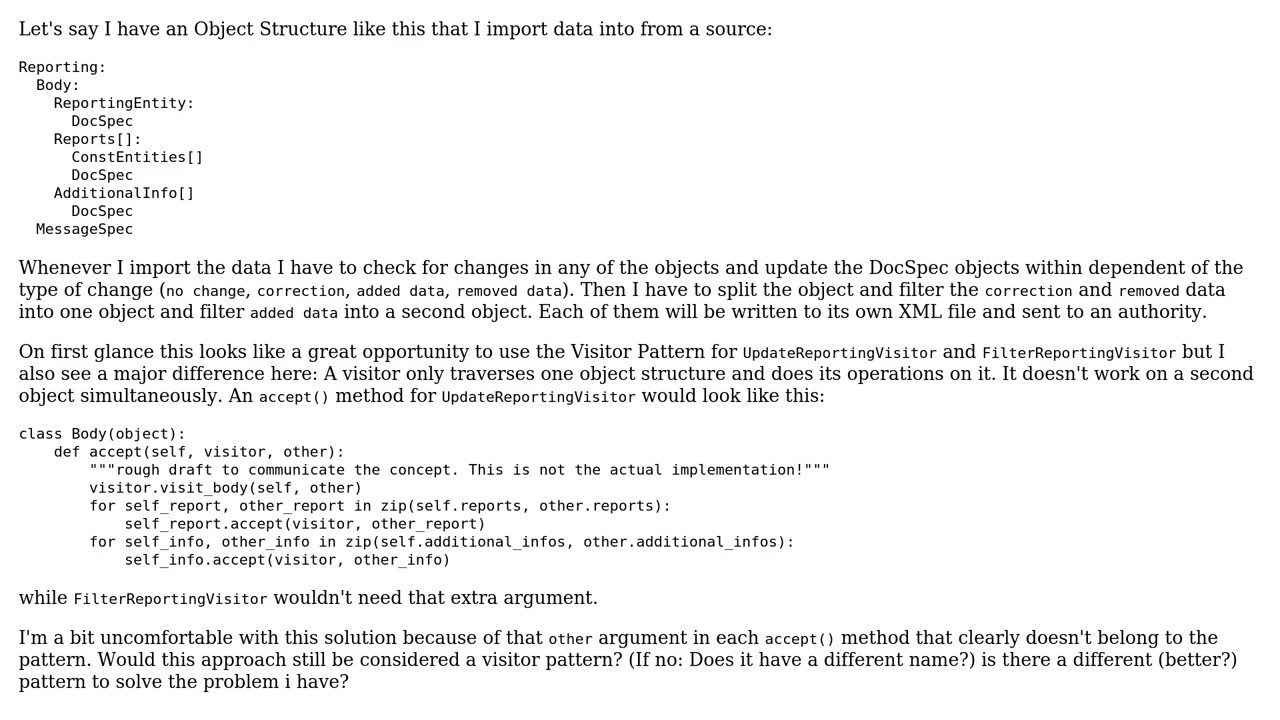 Let's say I have an Object Structure like this that I import data into from a source:
Reporting:
  Body:
    ReportingEntity:
      DocSpec
    Reports[]:
      ConstEntities[]
      DocSpec
    AdditionalInfo[]
      DocSpec
  MessageSpec
Whenever I import the data I have to check for changes in any of the objects and update the DocSpec objects within dependent of the
type of change (no change, correction, added data, removed data). Then I have to split the object and filter the correction and removed data
into one object and filter added data into a second object. Each of them will be written to its own XML file and sent to an authority.
On first glance this looks like a great opportunity to use the Visitor Pattern for UpdateReportingVisitor and FilterReportingVisitor but I
also see a major difference here: A visitor only traverses one object structure and does its operations on it. It doesn't work on a second
object simultaneously. An accept() method for UpdateReportingVisitor would look like this:
class Body(object):
    def accept(self, visitor, other):
        """rough draft to communicate the concept. This is not the actual implementation!"""
        visitor.visit_body(self, other)
        for self_report, other_report in zip(self.reports, other.reports):
            self_report.accept(visitor, other_report)
        for self_info, other_info in zip(self.additional_infos, other.additional_infos):
            self_info.accept(visitor, other_info)
while FilterReportingVisitor wouldn't need that extra argument.
I'm a bit uncomfortable with this solution because of that other argument in each accept() method that clearly doesn't belong to the
pattern. Would this approach still be considered a visitor pattern? (If no: Does it have a different name?) is there a different (better?)
pattern to solve the problem i have?